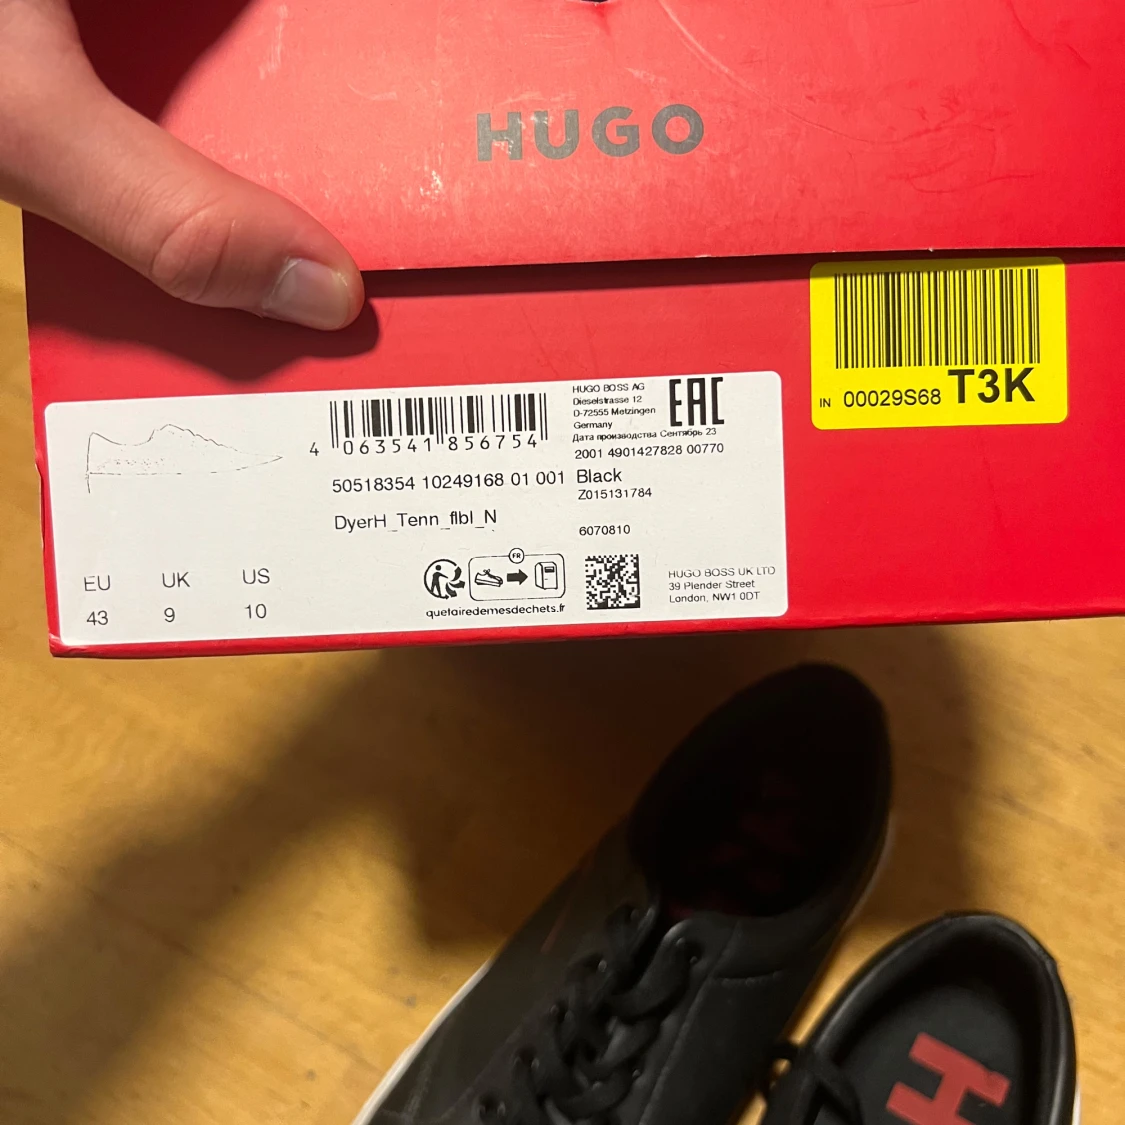 HUGO
IN 00029S68 T3K
4 063541 856754
HUGO BOSS AG
Dieselstrasse 12
D-72555 Metzingen
Germany
EAC
Дата производства Сентябрь 23
2001 4901427828 00770
50518354 10249168 01 001 Black
Z015131784
DyerH_Tenn_flbl_N
6070810
EU UK US
43 9 10
FR
quefairedemesdechets.fr
HUGO BOSS UK LTD
39 Plender Street
London, NW1 0DT
H